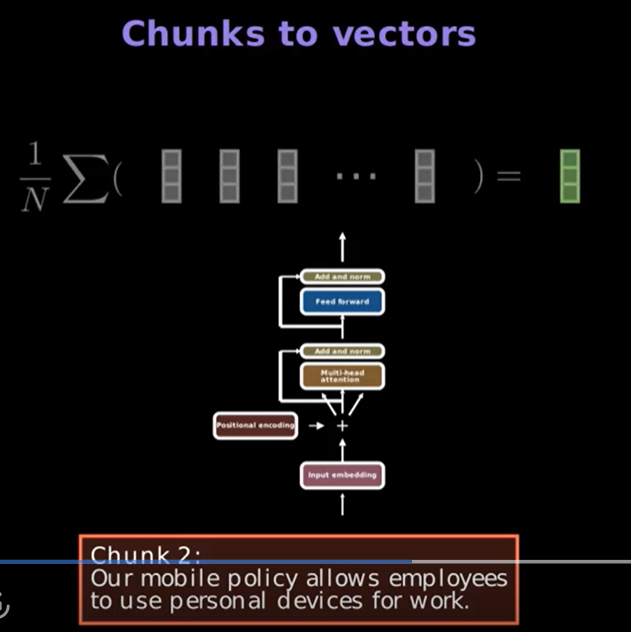 Chunks to vectors
1/N ∑( ... ) =
Add and norm
Feed forward
Add and norm
Multi-head
attention
Positional encoding
+
Input embedding
Chunk 2:
Our mobile policy allows employees
to use personal devices for work.